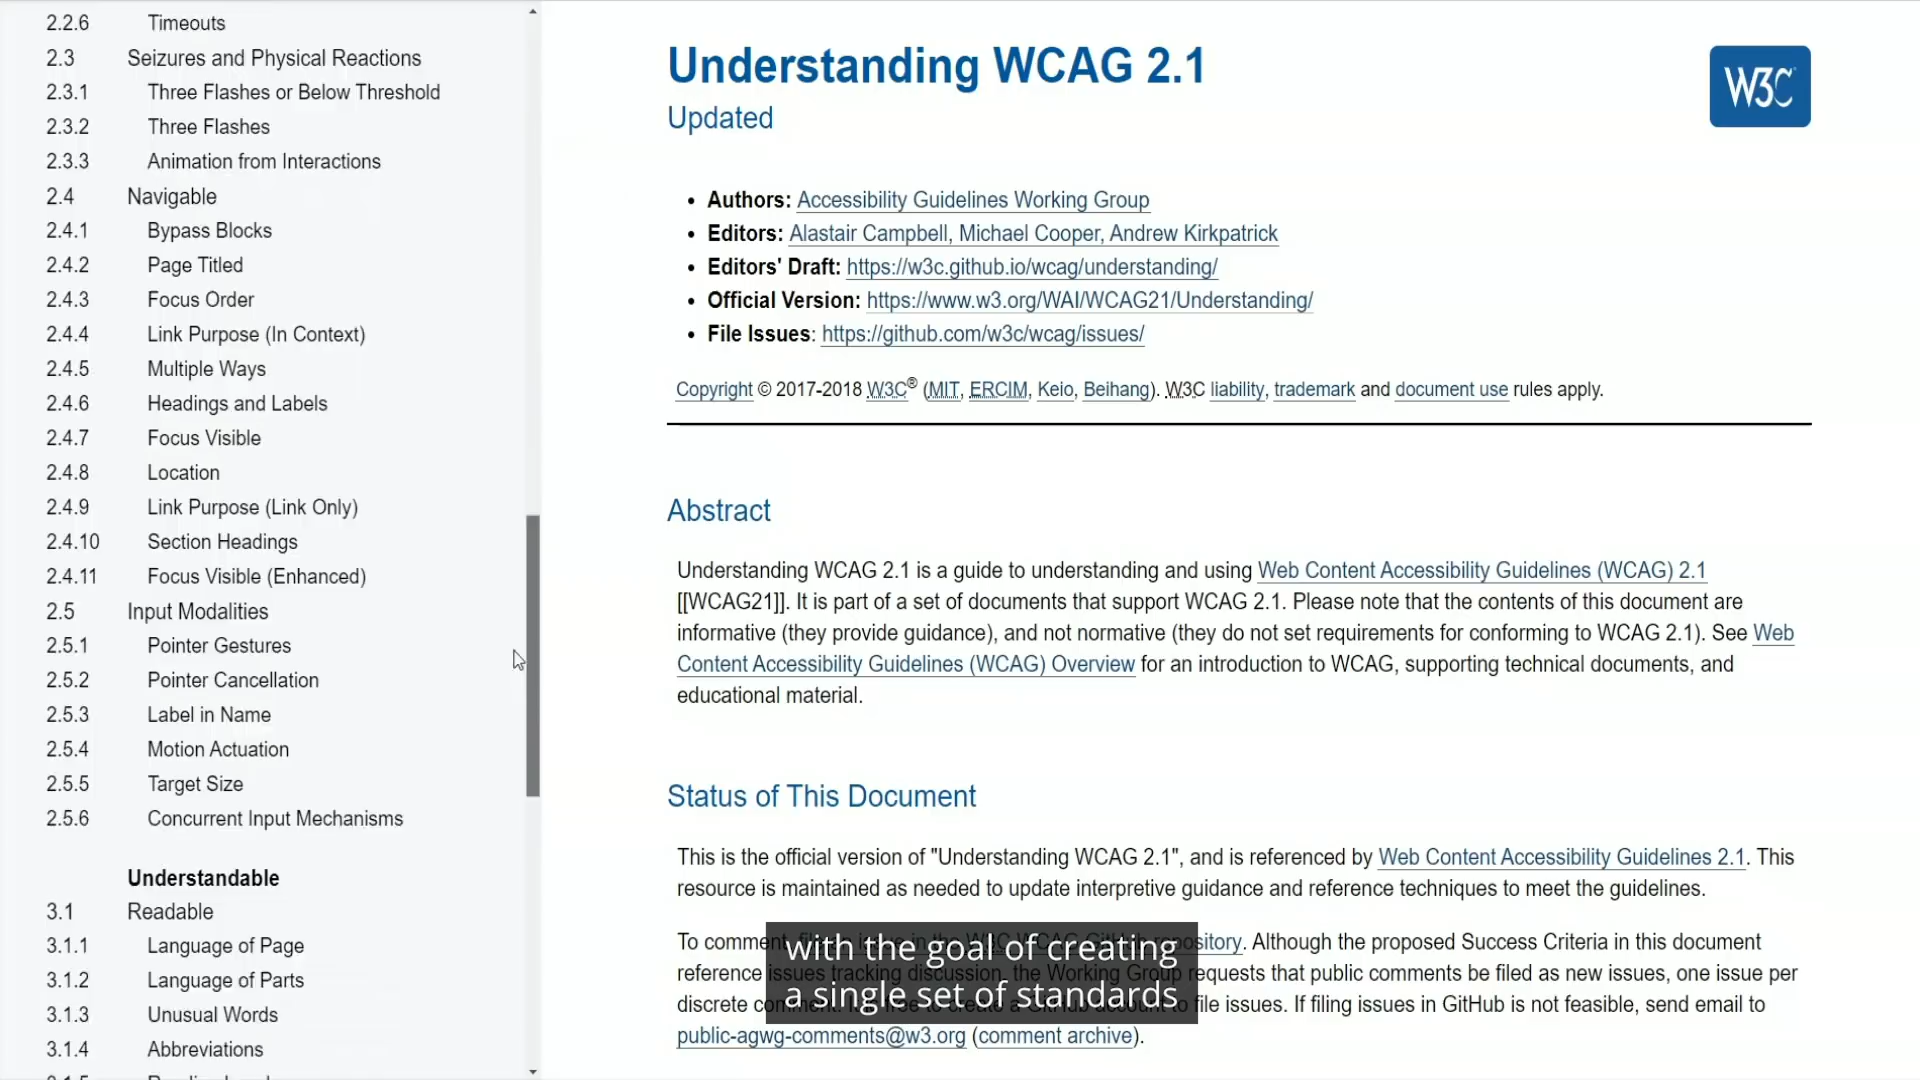 2.2.6 Timeouts
2.3 Seizures and Physical Reactions
2.3.1 Three Flashes or Below Threshold
2.3.2 Three Flashes
2.3.3 Animation from Interactions
2.4 Navigable
2.4.1 Bypass Blocks
2.4.2 Page Titled
2.4.3 Focus Order
2.4.4 Link Purpose (In Context)
2.4.5 Multiple Ways
2.4.6 Headings and Labels
2.4.7 Focus Visible
2.4.8 Location
2.4.9 Link Purpose (Link Only)
2.4.10 Section Headings
2.4.11 Focus Visible (Enhanced)
2.5 Input Modalities
2.5.1 Pointer Gestures
2.5.2 Pointer Cancellation
2.5.3 Label in Name
2.5.4 Motion Actuation
2.5.5 Target Size
2.5.6 Concurrent Input Mechanisms
Understandable
3.1 Readable
3.1.1 Language of Page
3.1.2 Language of Parts
3.1.3 Unusual Words
3.1.4 Abbreviations
Understanding WCAG 2.1
W3C
Updated
• Authors: Accessibility Guidelines Working Group
• Editors: Alastair Campbell, Michael Cooper, Andrew Kirkpatrick
• Editors' Draft: https://w3c.github.io/wcag/understanding/
• Official Version: https://www.w3.org/WAI/WCAG21/Understanding/
• File Issues: https://github.com/w3c/wcag/issues/
Copyright © 2017-2018 W3C® (MIT, ERCIM, Keio, Beihang). W3C liability, trademark and document use rules apply.
Abstract
Understanding WCAG 2.1 is a guide to understanding and using Web Content Accessibility Guidelines (WCAG) 2.1
[[WCAG21]]. It is part of a set of documents that support WCAG 2.1. Please note that the contents of this document are
informative (they provide guidance), and not normative (they do not set requirements for conforming to WCAG 2.1). See Web
Content Accessibility Guidelines (WCAG) Overview for an introduction to WCAG, supporting technical documents, and
educational material.
Status of This Document
This is the official version of "Understanding WCAG 2.1", and is referenced by Web Content Accessibility Guidelines 2.1. This
resource is maintained as needed to update interpretive guidance and reference techniques to meet the guidelines.
To comment, Although the proposed Success Criteria in this document
reference issues tracking discussion, the Working Group requests that public comments be filed as new issues, one issue per
discrete to file issues. If filing issues in GitHub is not feasible, send email to
public-agwg-comments@w3.org (comment archive).
with the goal of creating
a single set of standards